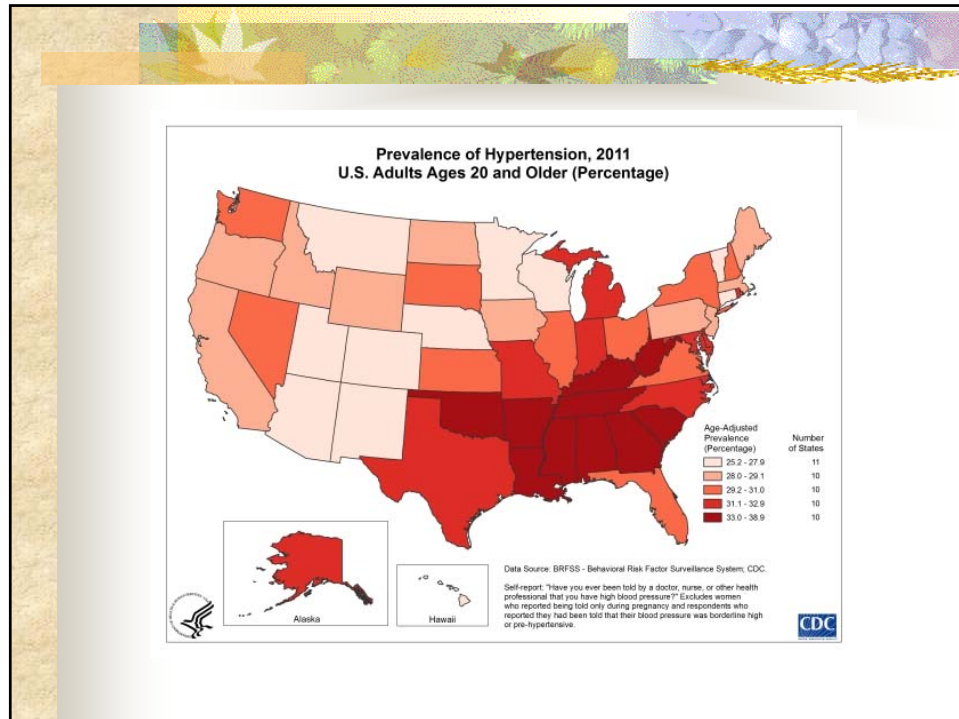 Prevalence of Hypertension, 2011
U.S. Adults Ages 20 and Older (Percentage)
Age-Adjusted
Prevalence
(Percentage)
Number
of States
25.2 - 27.9 11
28.0 - 29.1 10
29.2 - 31.0 10
31.1 - 32.9 10
33.0 - 38.9 10
Alaska
Hawaii
Data Source: BRFSS - Behavioral Risk Factor Surveillance System; CDC.
Self-report: "Have you ever been told by a doctor, nurse, or other health
professional that you have high blood pressure?" Excludes women
who reported being told only during pregnancy and respondents who
reported they had been told that their blood pressure was borderline high
or pre-hypertensive.
CDC